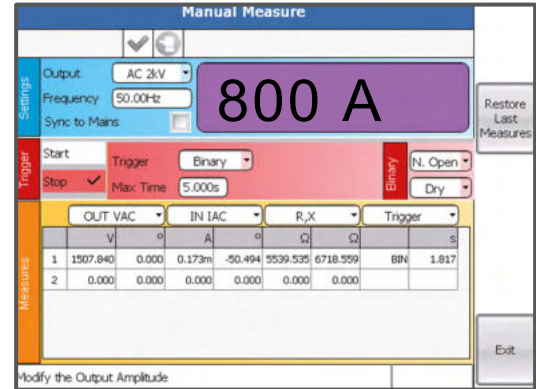 Manual Measure
Settings
Output AC 2kV
Frequency 50.00Hz
Sync to Mains
800 A
Restore
Last
Measures
Trigger
Start
Stop
Trigger Binary
Max Time 5.000s
Binary
N. Open
Dry
Measures
OUT VAC IN IAC R,X Trigger
V ° A ° Ω Ω s
1 1507.840 0.000 0.173m -50.494 5539.535 6718.559 BIN 1.817
2 0.000 0.000 0.000 0.000 0.000 0.000
Exit
Modify the Output Amplitude